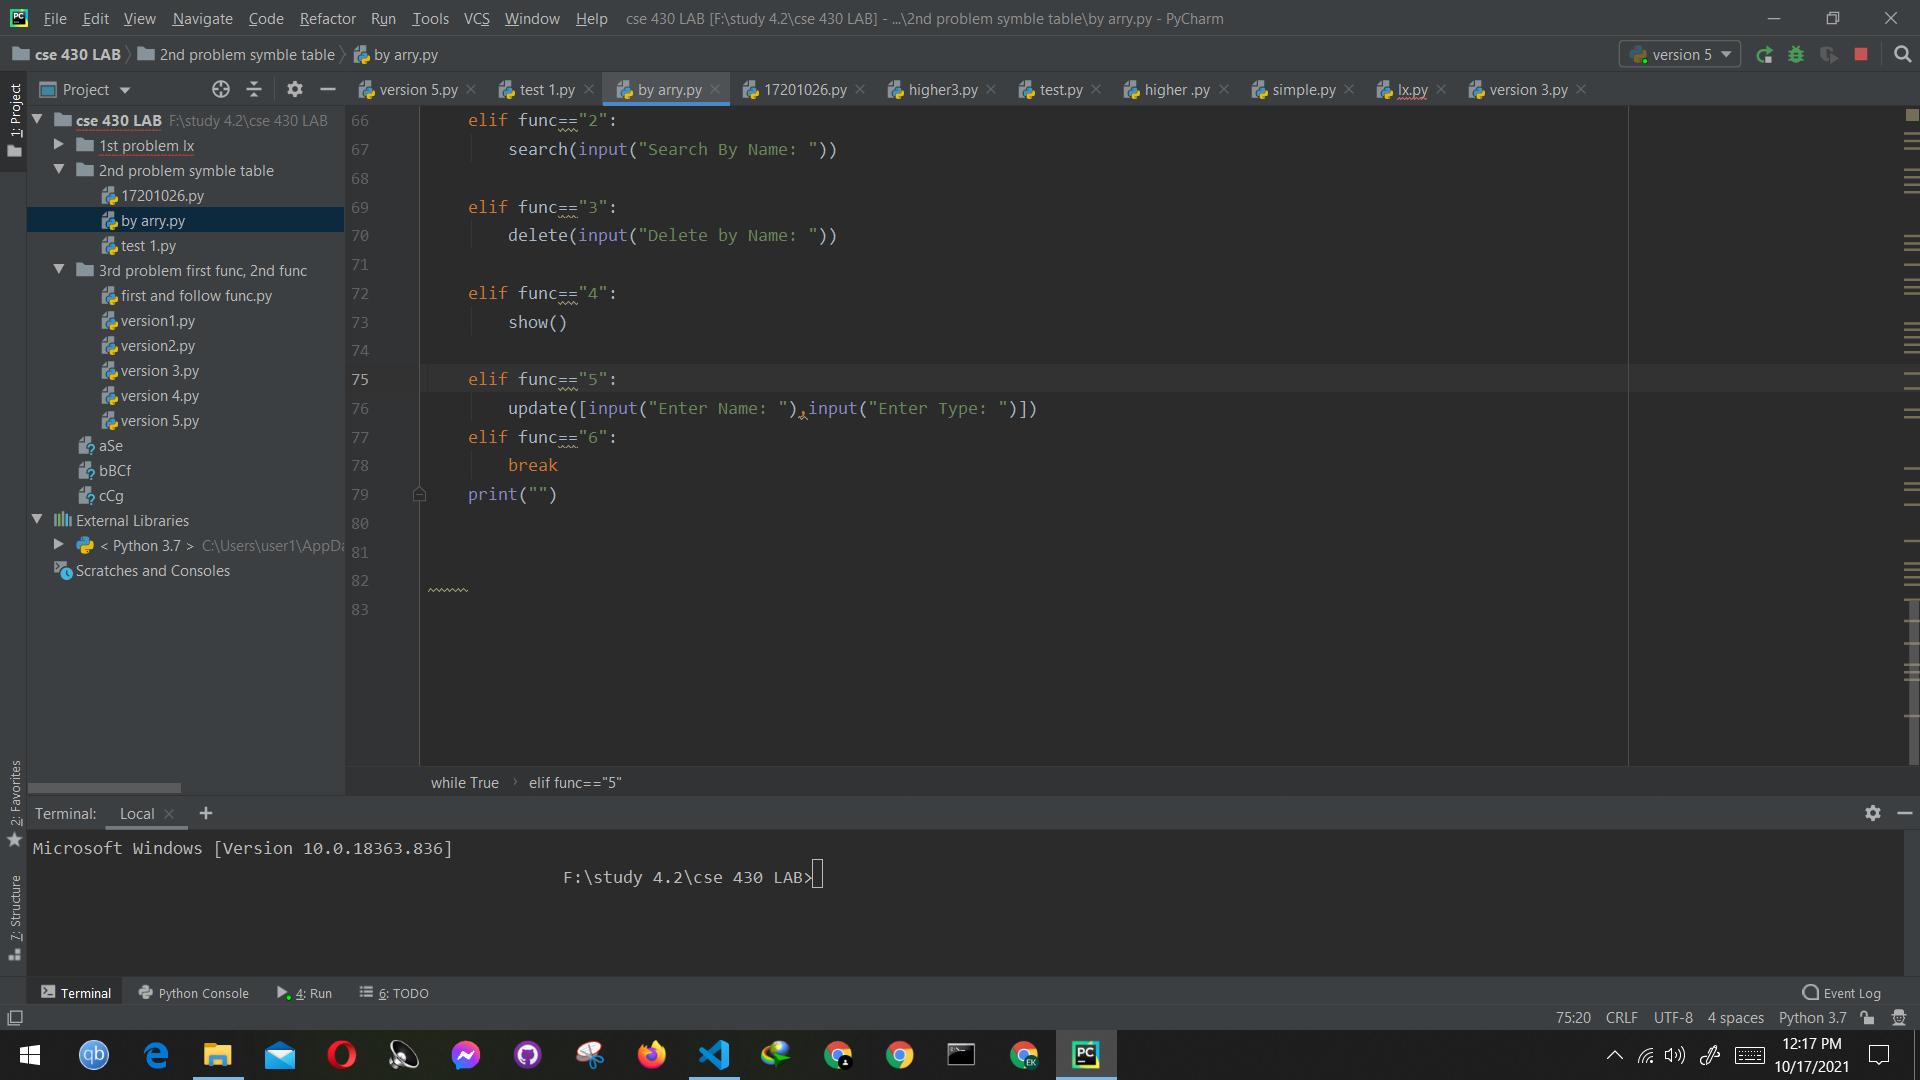 File Edit View Navigate Code Refactor Run Tools VCS Window Help cse 430 LAB [F:\study 4.2\cse 430 LAB] - ...\2nd problem symble table\by arry.py - PyCharm
cse 430 LAB 2nd problem symble table by arry.py version 5
Project version 5.py test 1.py by arry.py 17201026.py higher3.py test.py higher .py simple.py lx.py version 3.py
1: Project
cse 430 LAB F:\study 4.2\cse 430 LAB
1st problem lx
2nd problem symble table
17201026.py
by arry.py
test 1.py
3rd problem first func, 2nd func
first and follow func.py
version1.py
version2.py
version 3.py
version 4.py
version 5.py
aSe
bBCf
cCg
External Libraries
< Python 3.7 > C:\Users\user1\AppDa
Scratches and Consoles
66 elif func=="2":
67 search(input("Search By Name: "))
68
69 elif func=="3":
70 delete(input("Delete by Name: "))
71
72 elif func=="4":
73 show()
74
75 elif func=="5":
76 update([input("Enter Name: "),input("Enter Type: ")])
77 elif func=="6":
78 break
79 print("")
80
81
82
83
while True elif func=="5"
2: Favorites
7: Structure
Terminal: Local +
Microsoft Windows [Version 10.0.18363.836]
F:\study 4.2\cse 430 LAB>
Terminal Python Console 4: Run 6: TODO Event Log
75:20 CRLF UTF-8 4 spaces Python 3.7
qb EK PC
12:17 PM
10/17/2021